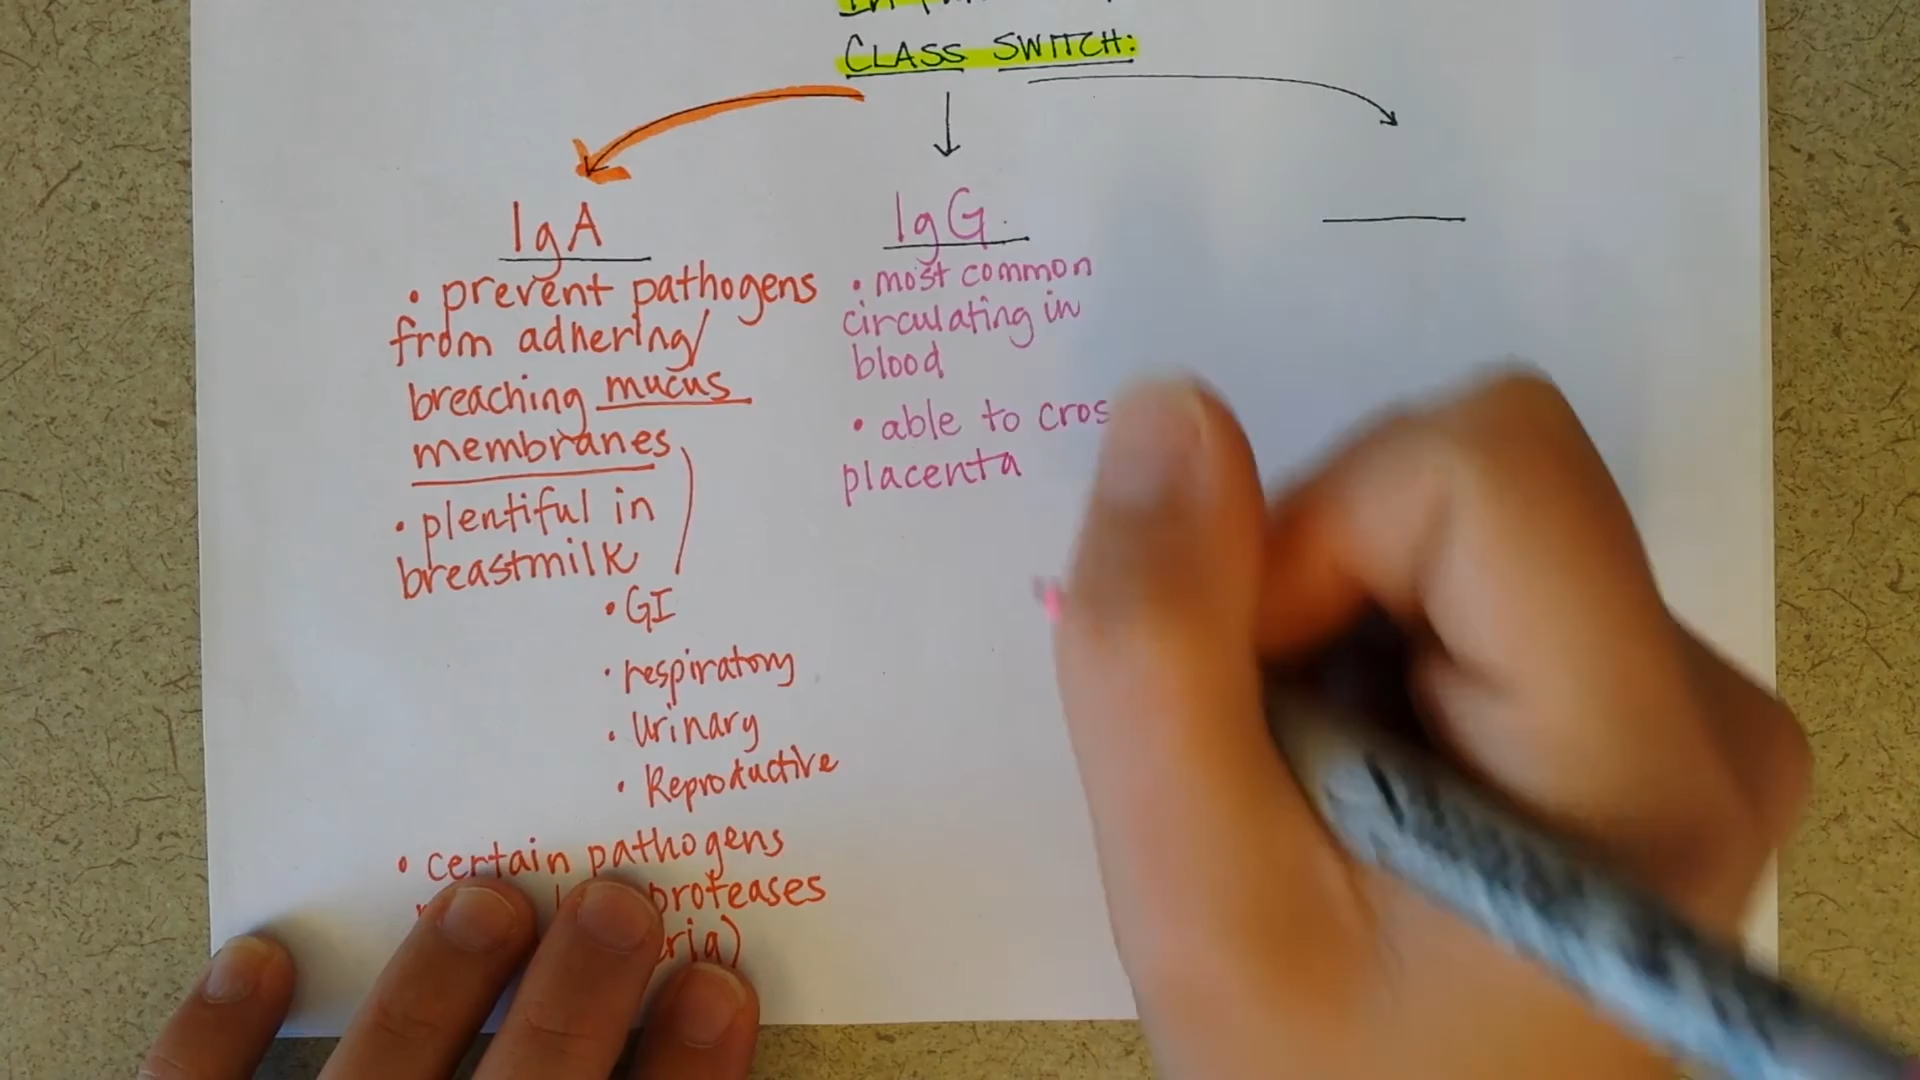 CLASS SWITCH:
IgA
• prevent pathogens
from adhering/
breaching mucus
membranes
• plentiful in
breastmilk
• GI
• respiratory
• Urinary
• Reproductive
• certain pathogens
proteases
IgG
• most common
circulating in
blood
• able to cros
placenta